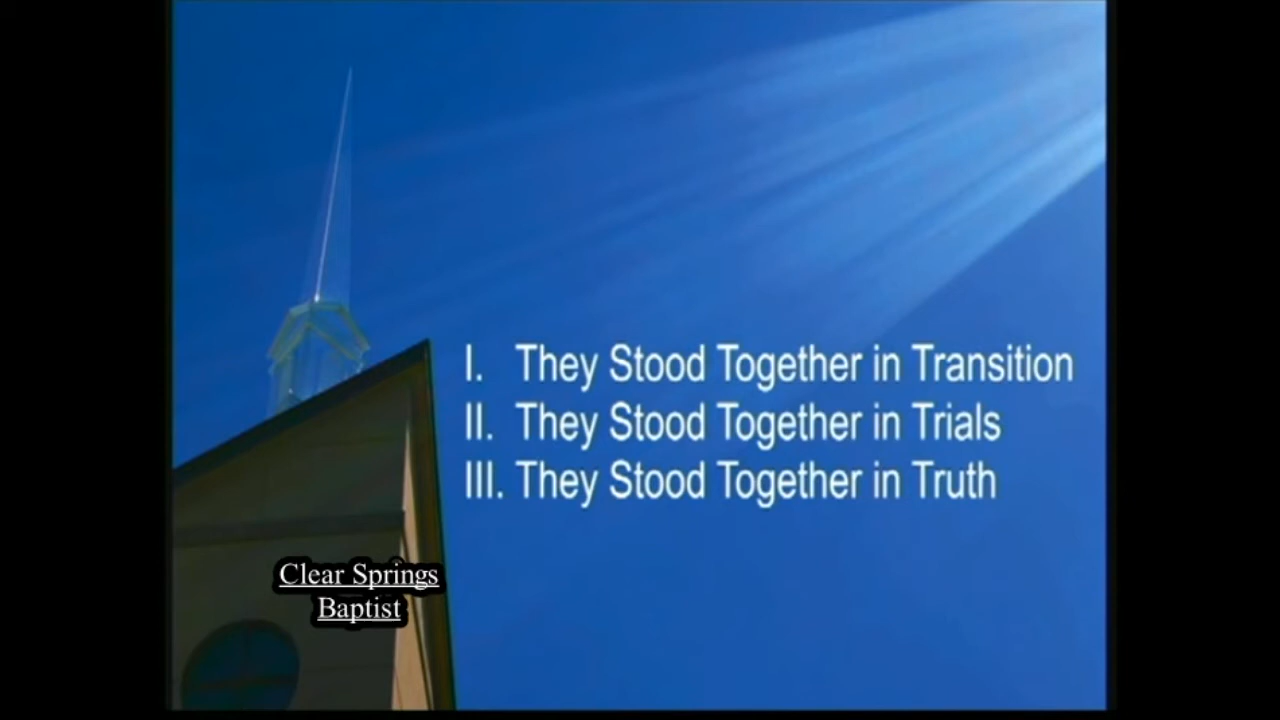 I. They Stood Together in Transition
II. They Stood Together in Trials
III. They Stood Together in Truth
Clear Springs
Baptist